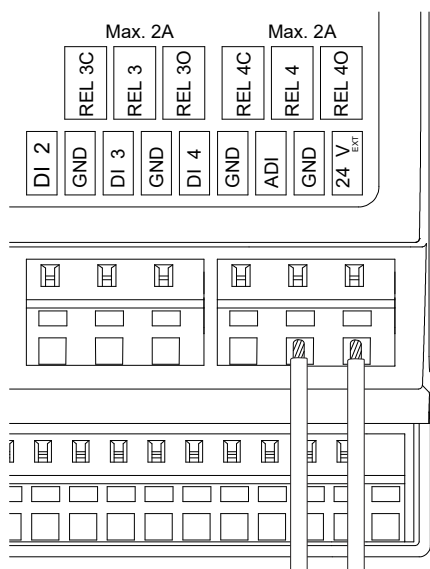 Max. 2A Max. 2A
REL 3C REL 3 REL 3O REL 4C REL 4 REL 4O
DI 2 GND DI 3 GND DI 4 GND ADI GND 24 V EXT